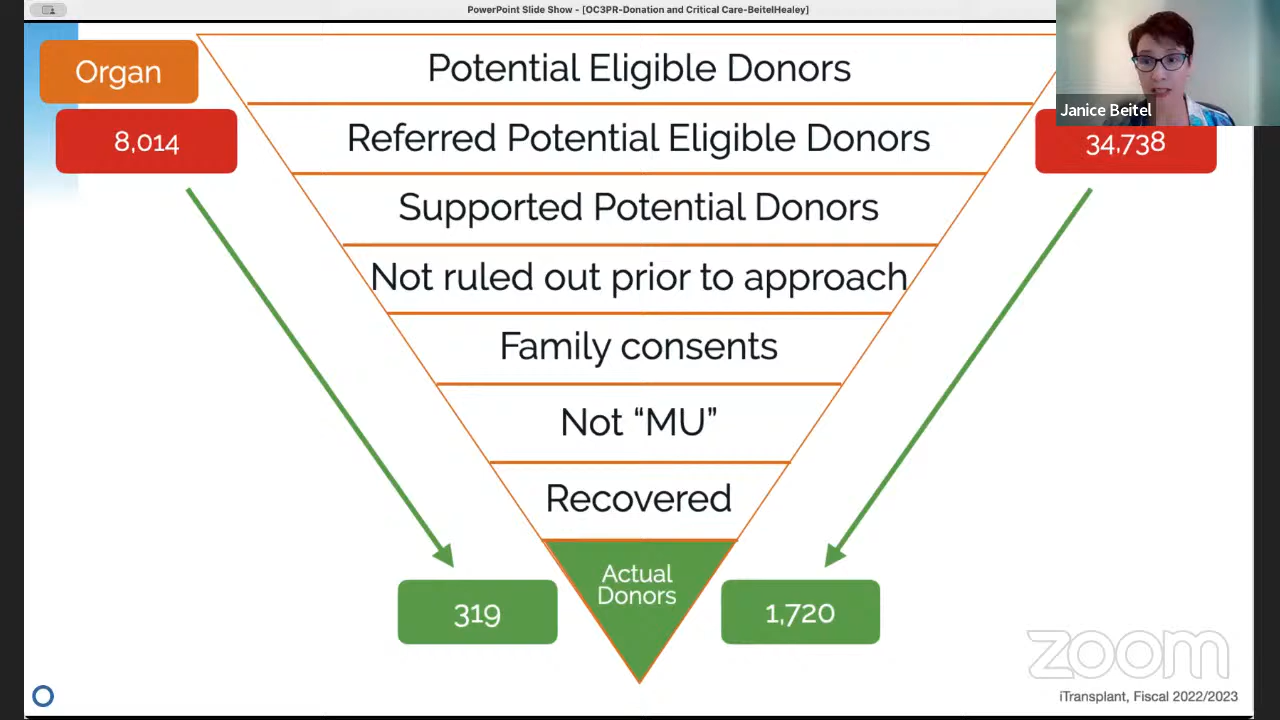 PowerPoint Slide Show - [OC3PR-Donation and Critical Care-BeitelHealey]
Organ
Potential Eligible Donors
Janice Beitel
8,014
Referred Potential Eligible Donors
34,738
Supported Potential Donors
Not ruled out prior to approach
Family consents
Not “MU”
Recovered
Actual
Donors
319
1,720
zoom
iTransplant, Fiscal 2022/2023